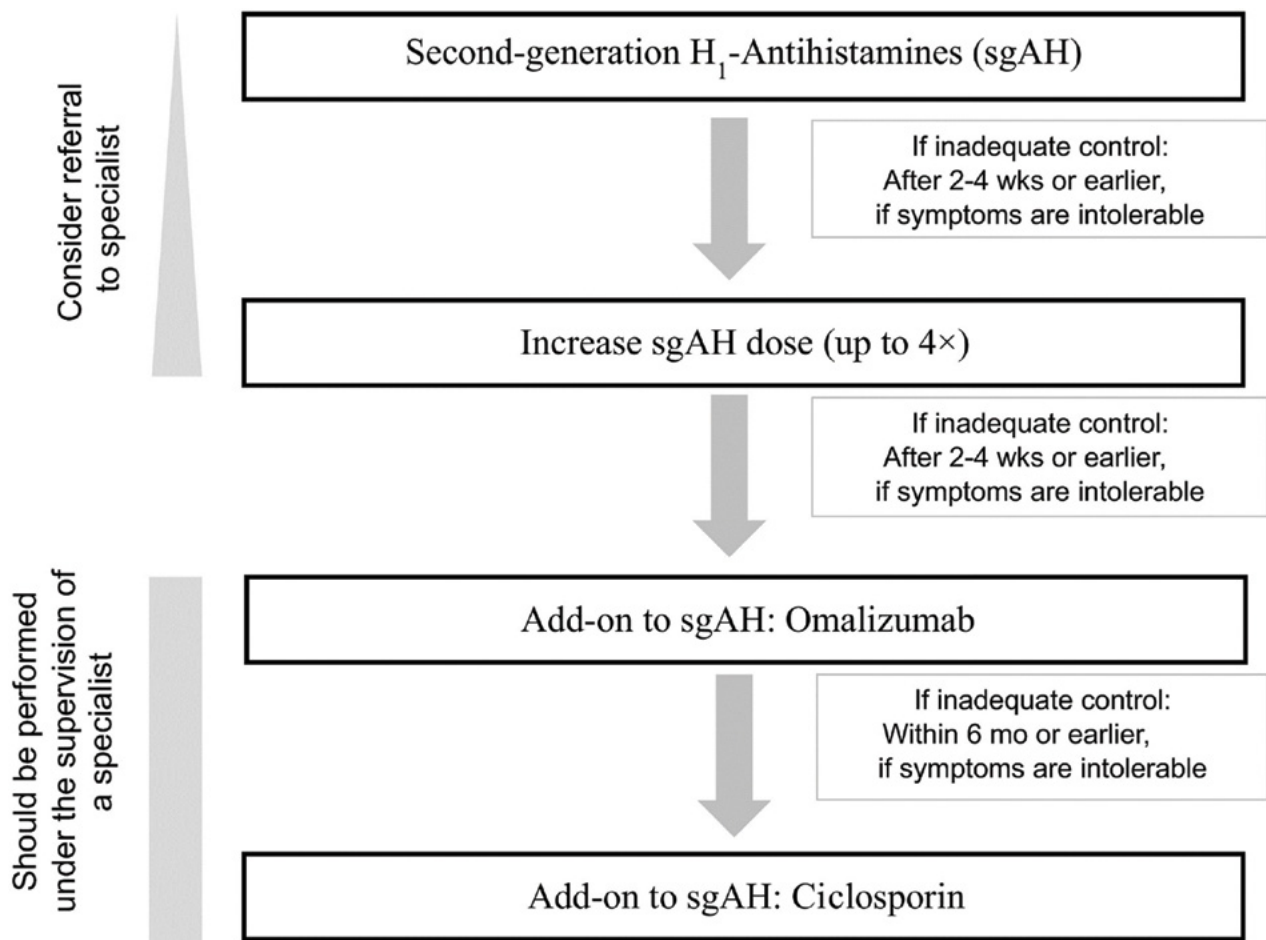 Second-generation H₁-Antihistamines (sgAH)
Consider referral
to specialist
If inadequate control:
After 2-4 wks or earlier,
if symptoms are intolerable
Increase sgAH dose (up to 4×)
If inadequate control:
After 2-4 wks or earlier,
if symptoms are intolerable
Should be performed
under the supervision of
a specialist
Add-on to sgAH: Omalizumab
If inadequate control:
Within 6 mo or earlier,
if symptoms are intolerable
Add-on to sgAH: Ciclosporin